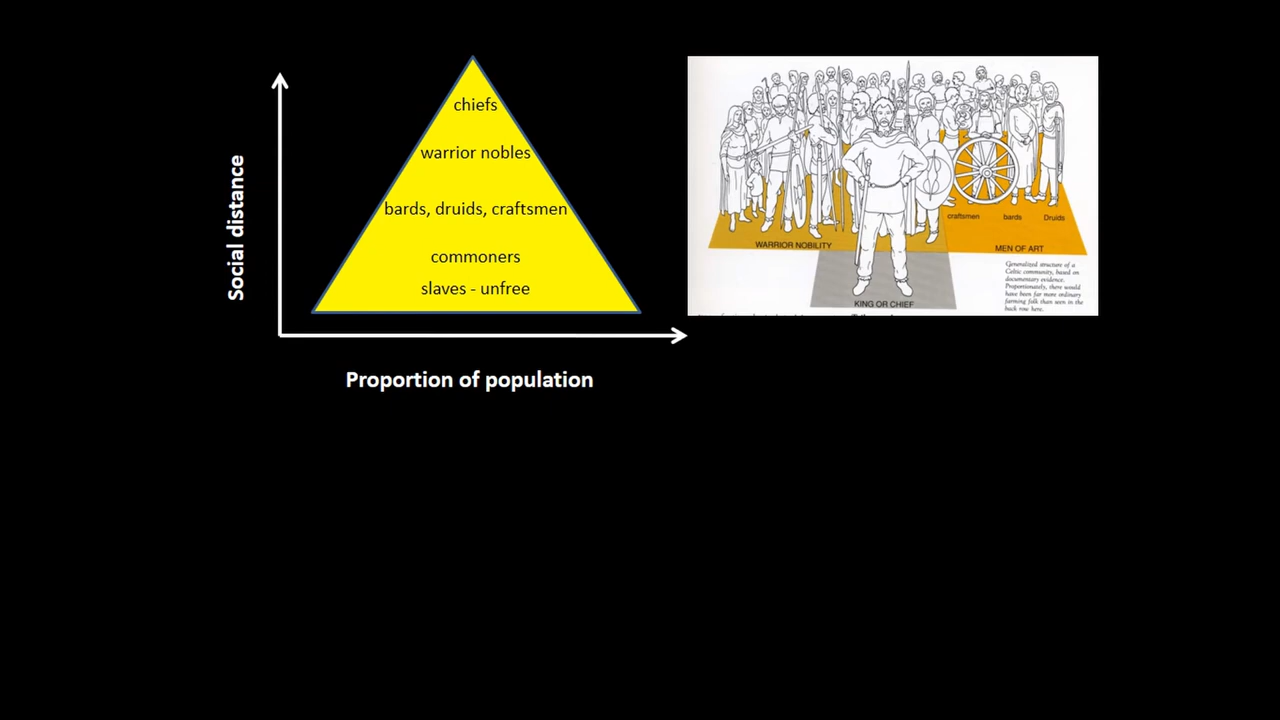 chiefs
warrior nobles
bards, druids, craftsmen
commoners
slaves - unfree
Social distance
Proportion of population
craftsmen bards Druids
WARRIOR NOBILITY
MEN OF ART
KING OR CHIEF
Generalized structure of a
Celtic community, based on
documentary evidence.
Proportionately, there would
have been far more ordinary
farming folk than seen in the
back row here.